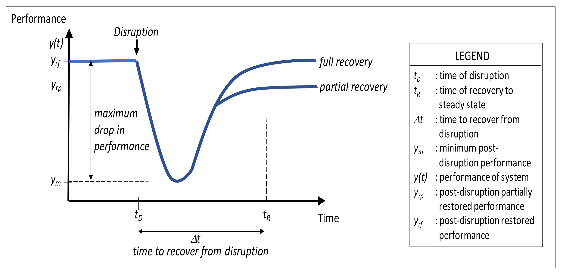 Performance
Disruption
y(t)
y_rf
full recovery
y_rp
partial recovery
maximum
drop in
performance
y_m
t_D
t_R
Time
Δt
time to recover from disruption
LEGEND
t_D : time of disruption
t_R : time of recovery to
steady state
Δt : time to recover from
disruption
y_m : minimum post-
disruption performance
y(t) : performance of system
y_rp : post-disruption partially
restored performance
y_rf : post-disruption restored
performance